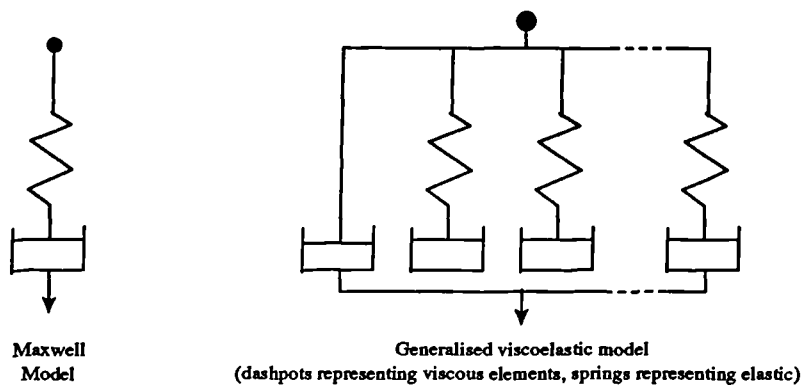 Maxwell
Model
Generalised viscoelastic model
(dashpots representing viscous elements, springs representing elastic)